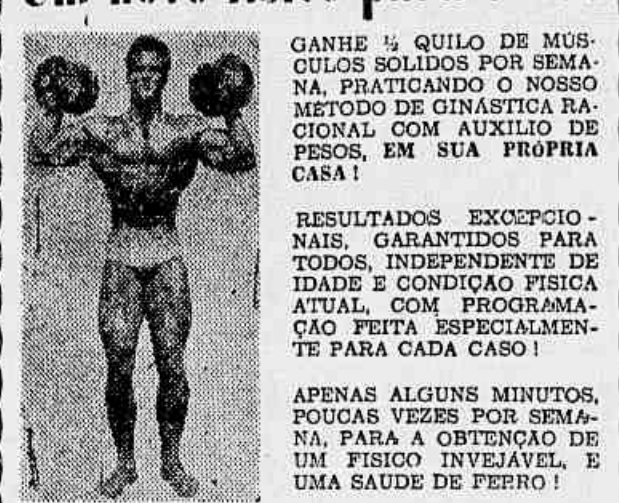 GANHE ½ QUILO DE MÚS-
CULOS SOLIDOS POR SEMA-
NA, PRATICANDO O NOSSO
MÉTODO DE GINÁSTICA RA-
CIONAL COM AUXILIO DE
PESOS, EM SUA PRÓPRIA
CASA !
RESULTADOS EXCEPCIO-
NAIS, GARANTIDOS PARA
TODOS, INDEPENDENTE DE
IDADE E CONDIÇÃO FISICA
ATUAL, COM PROGRAMA-
ÇÃO FEITA ESPECIALMEN-
TE PARA CADA CASO !
APENAS ALGUNS MINUTOS,
POUCAS VEZES POR SEMA-
NA, PARA A OBTENÇÃO DE
UM FISICO INVEJÁVEL, E
UMA SAUDE DE FERRO !